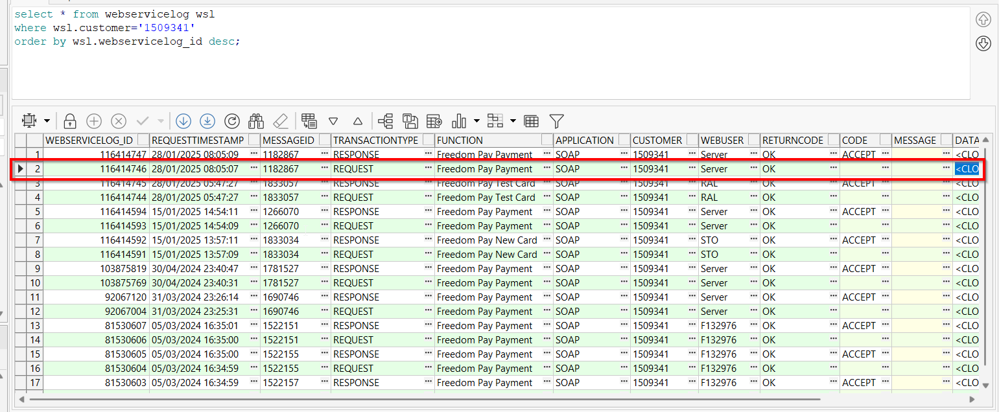 select * from webservicelog wsl
where wsl.customer='1509341'
order by wsl.webservicelog_id desc;
WEBSERVICELOG_ID REQUESTTIMESTAMP MESSAGEID TRANSACTIONTYPE FUNCTION APPLICATION CUSTOMER WEBUSER RETURNCODE CODE MESSAGE DATA
1 116414747 28/01/2025 08:05:09 ... 1182867 ... RESPONSE ... Freedom Pay Payment ... SOAP ... 1509341 ... Server ... OK ... ACCEPT ... ... <CLO
2 116414746 28/01/2025 08:05:07 ... 1182867 ... REQUEST ... Freedom Pay Payment ... SOAP ... 1509341 ... Server ... OK ... ... ... <CLO
3 116414745 28/01/2025 05:47:27 ... 1833057 ... RESPONSE ... Freedom Pay Test Card ... SOAP ... 1509341 ... RAL ... OK ... ACCEPT ... ... <CLO
4 116414744 28/01/2025 05:47:27 ... 1833057 ... REQUEST ... Freedom Pay Test Card ... SOAP ... 1509341 ... RAL ... OK ... ... ... <CLO
5 116414594 15/01/2025 14:54:11 ... 1266070 ... RESPONSE ... Freedom Pay Payment ... SOAP ... 1509341 ... Server ... OK ... ACCEPT ... ... <CLO
6 116414593 15/01/2025 14:54:09 ... 1266070 ... REQUEST ... Freedom Pay Payment ... SOAP ... 1509341 ... Server ... OK ... ... ... <CLO
7 116414592 15/01/2025 13:57:11 ... 1833034 ... RESPONSE ... Freedom Pay New Card ... SOAP ... 1509341 ... STO ... OK ... ACCEPT ... ... <CLO
8 116414591 15/01/2025 13:57:09 ... 1833034 ... REQUEST ... Freedom Pay New Card ... SOAP ... 1509341 ... STO ... OK ... ... ... <CLO
9 103875819 30/04/2024 23:40:47 ... 1781527 ... RESPONSE ... Freedom Pay Payment ... SOAP ... 1509341 ... Server ... OK ... ACCEPT ... ... <CLO
10 103875769 30/04/2024 23:40:31 ... 1781527 ... REQUEST ... Freedom Pay Payment ... SOAP ... 1509341 ... Server ... OK ... ... ... <CLO
11 92067120 31/03/2024 23:26:14 ... 1690746 ... RESPONSE ... Freedom Pay Payment ... SOAP ... 1509341 ... Server ... OK ... ACCEPT ... ... <CLO
12 92067004 31/03/2024 23:25:31 ... 1690746 ... REQUEST ... Freedom Pay Payment ... SOAP ... 1509341 ... Server ... OK ... ... ... <CLO
13 81530607 05/03/2024 16:35:01 ... 1522151 ... RESPONSE ... Freedom Pay Payment ... SOAP ... 1509341 ... F132976 ... OK ... ACCEPT ... ... <CLO
14 81530606 05/03/2024 16:35:00 ... 1522151 ... REQUEST ... Freedom Pay Payment ... SOAP ... 1509341 ... F132976 ... OK ... ... ... <CLO
15 81530605 05/03/2024 16:35:00 ... 1522155 ... RESPONSE ... Freedom Pay Payment ... SOAP ... 1509341 ... F132976 ... OK ... ACCEPT ... ... <CLO
16 81530604 05/03/2024 16:34:59 ... 1522155 ... REQUEST ... Freedom Pay Payment ... SOAP ... 1509341 ... F132976 ... OK ... ... ... <CLO
17 81530603 05/03/2024 16:34:59 ... 1522157 ... RESPONSE ... Freedom Pay Payment ... SOAP ... 1509341 ... F132976 ... OK ... ACCEPT ... ... <CLO